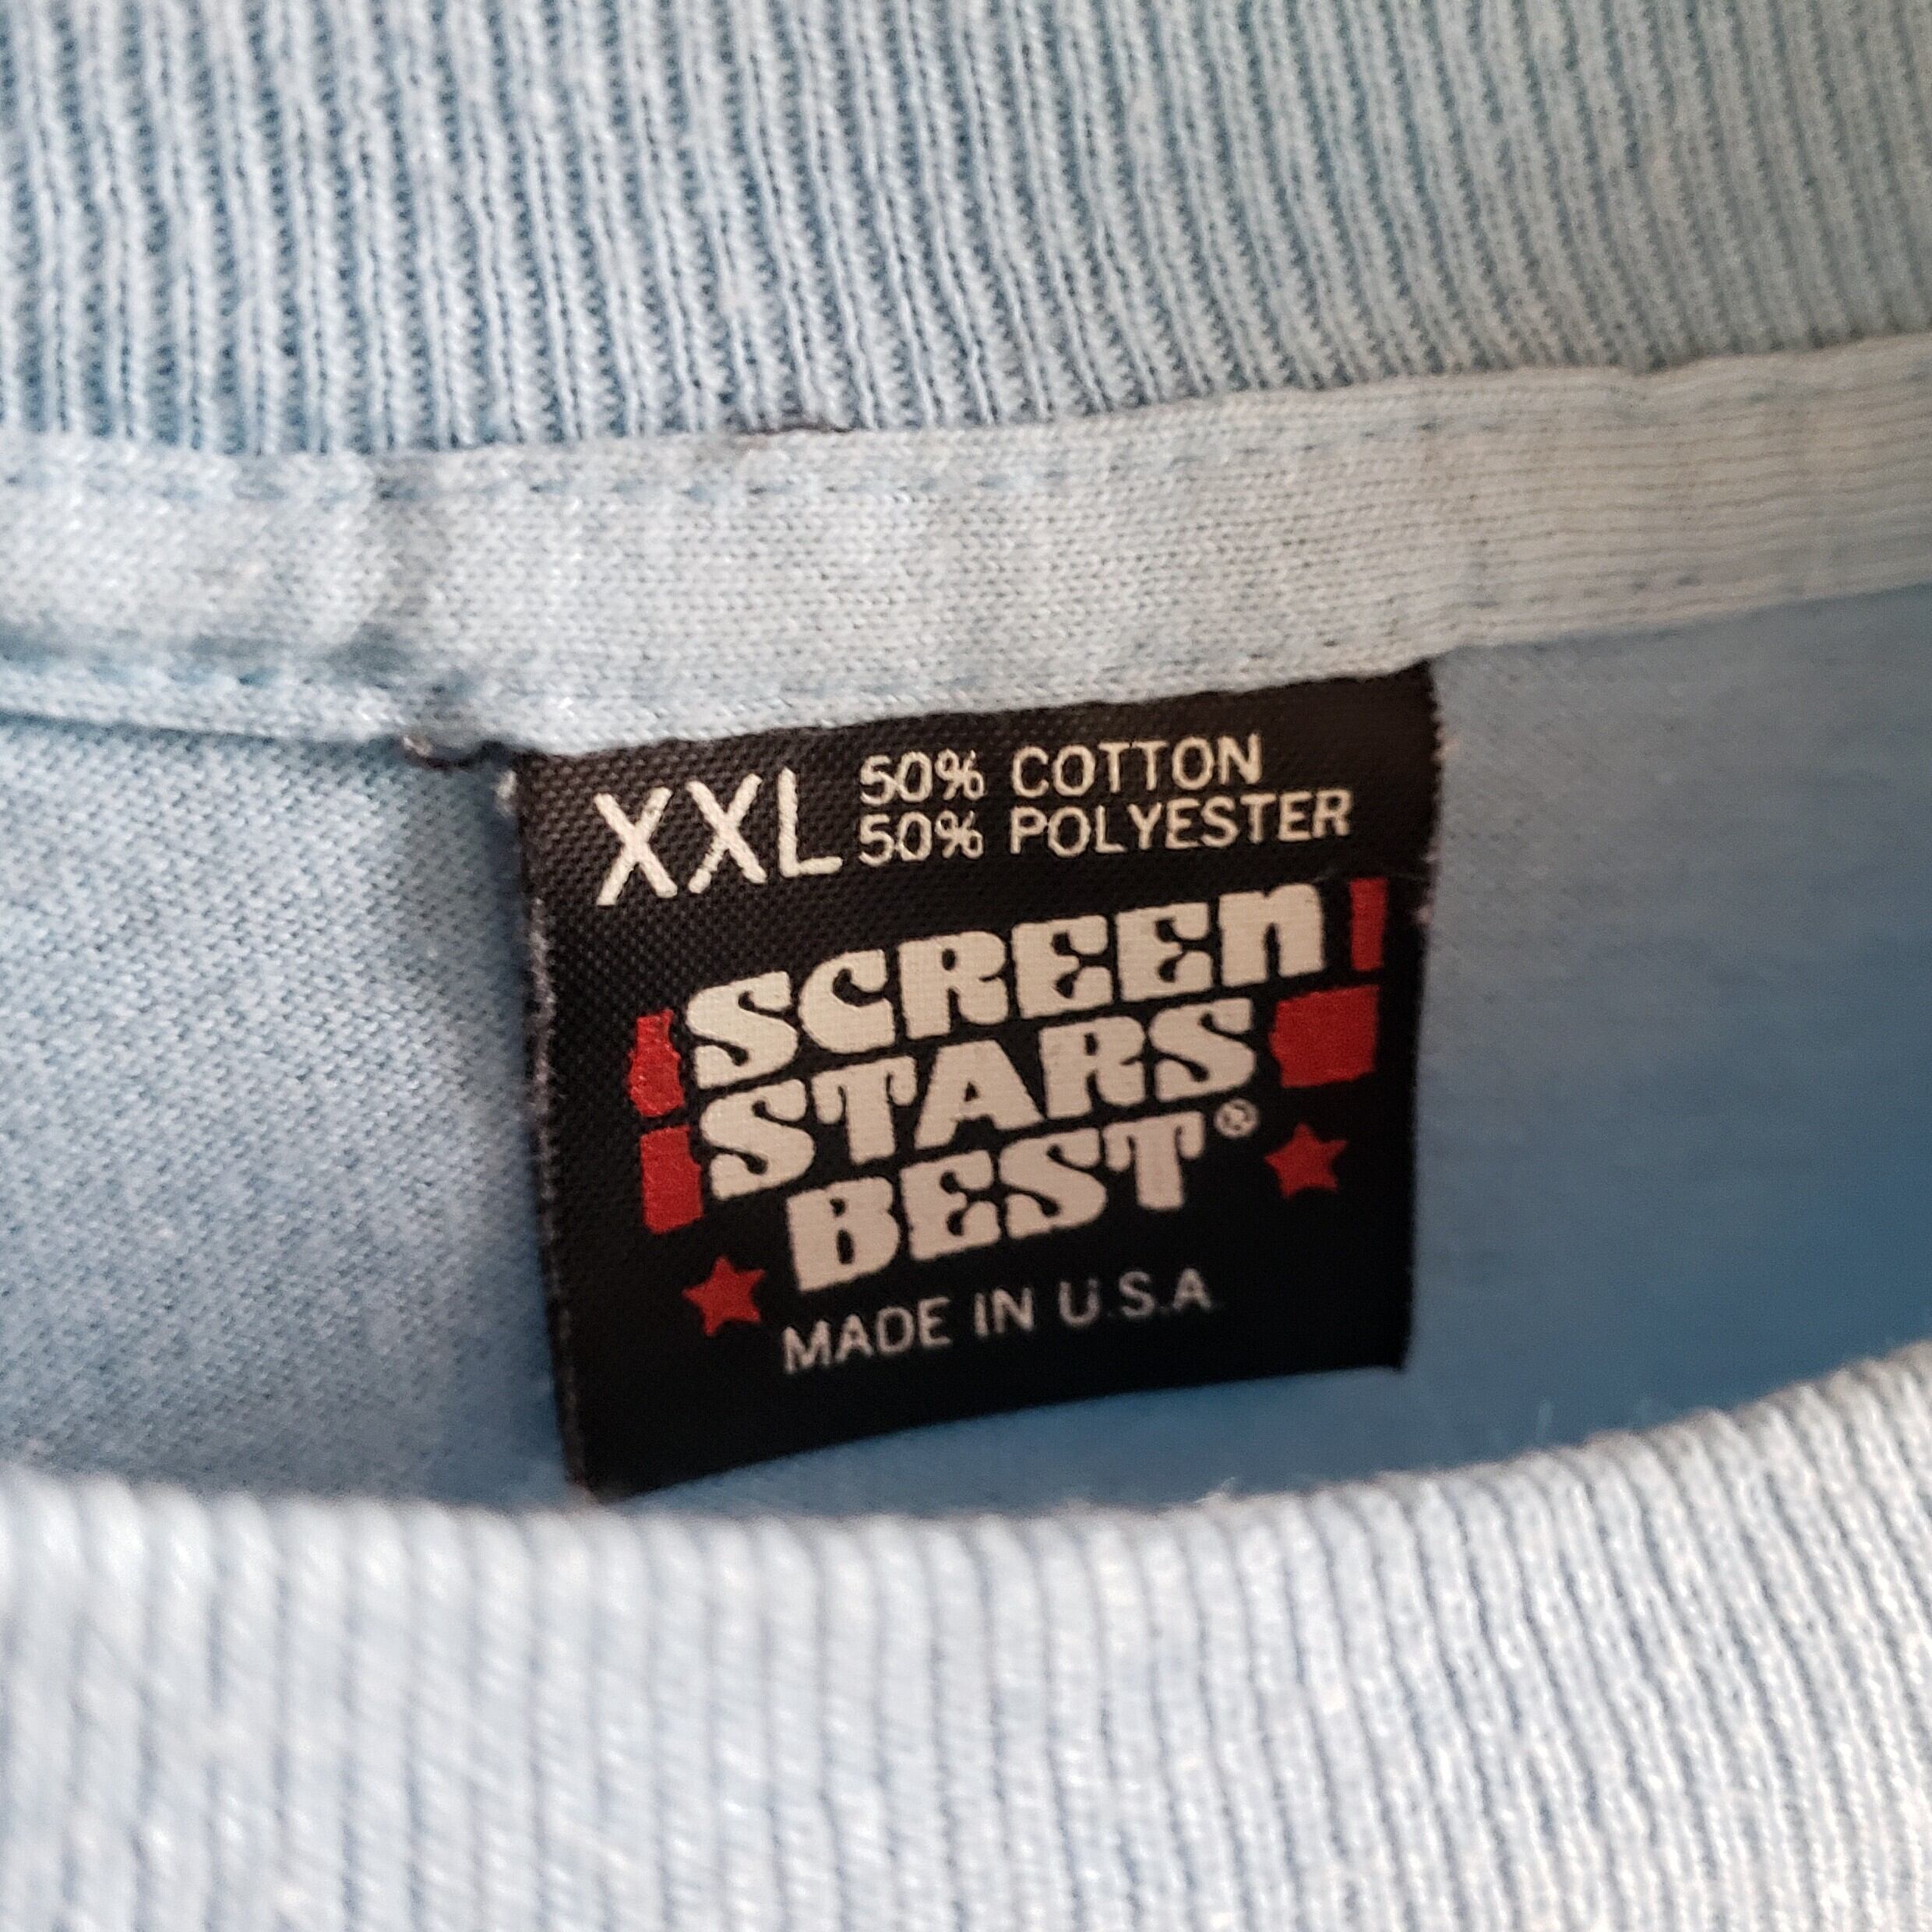 XXL 50% COTTON
50% POLYESTER
SCREEN
STARS
BEST®
MADE IN U.S.A.